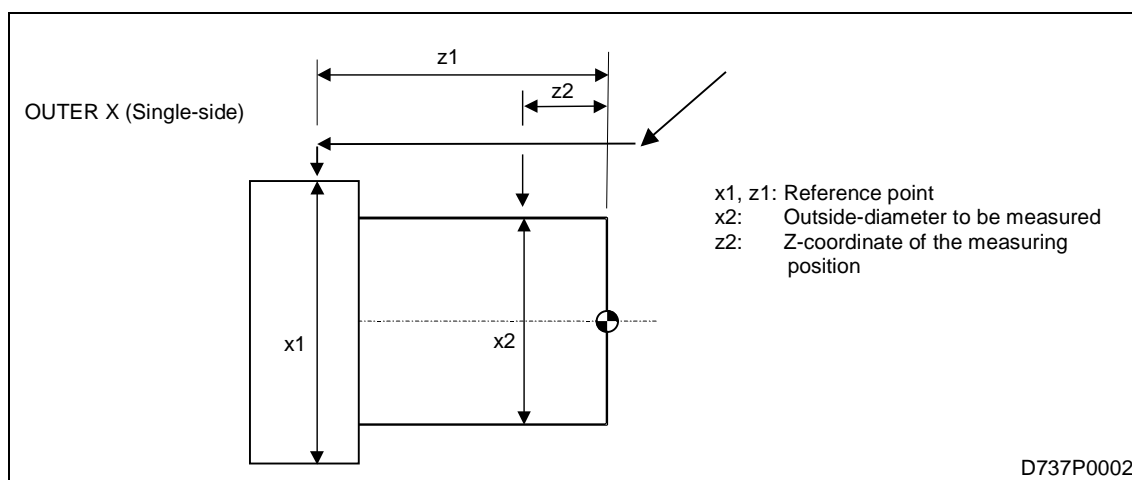 z1
z2
OUTER X (Single-side)
x1, z1: Reference point
x2: Outside-diameter to be measured
z2: Z-coordinate of the measuring
position
x1
x2
D737P0002